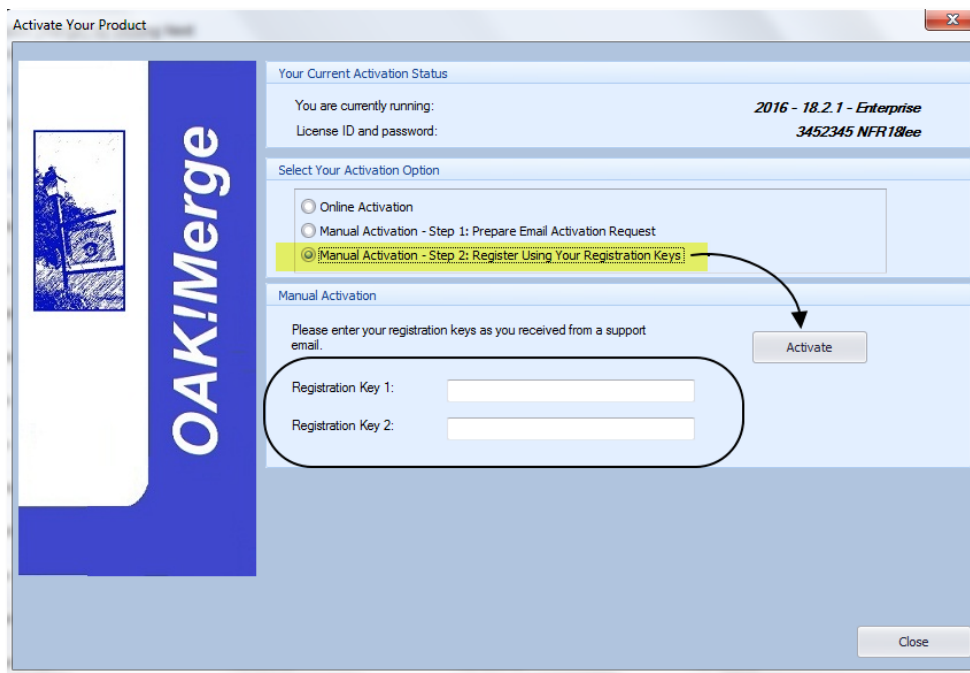 Activate Your Product
OAK!Merge
Your Current Activation Status
You are currently running: 2016 - 18.2.1 - Enterprise
License ID and password: 3452345 NFR18lee
Select Your Activation Option
Online Activation
Manual Activation - Step 1: Prepare Email Activation Request
Manual Activation - Step 2: Register Using Your Registration Keys
Manual Activation
Please enter your registration keys as you received from a support
email.
Activate
Registration Key 1:
Registration Key 2:
Close